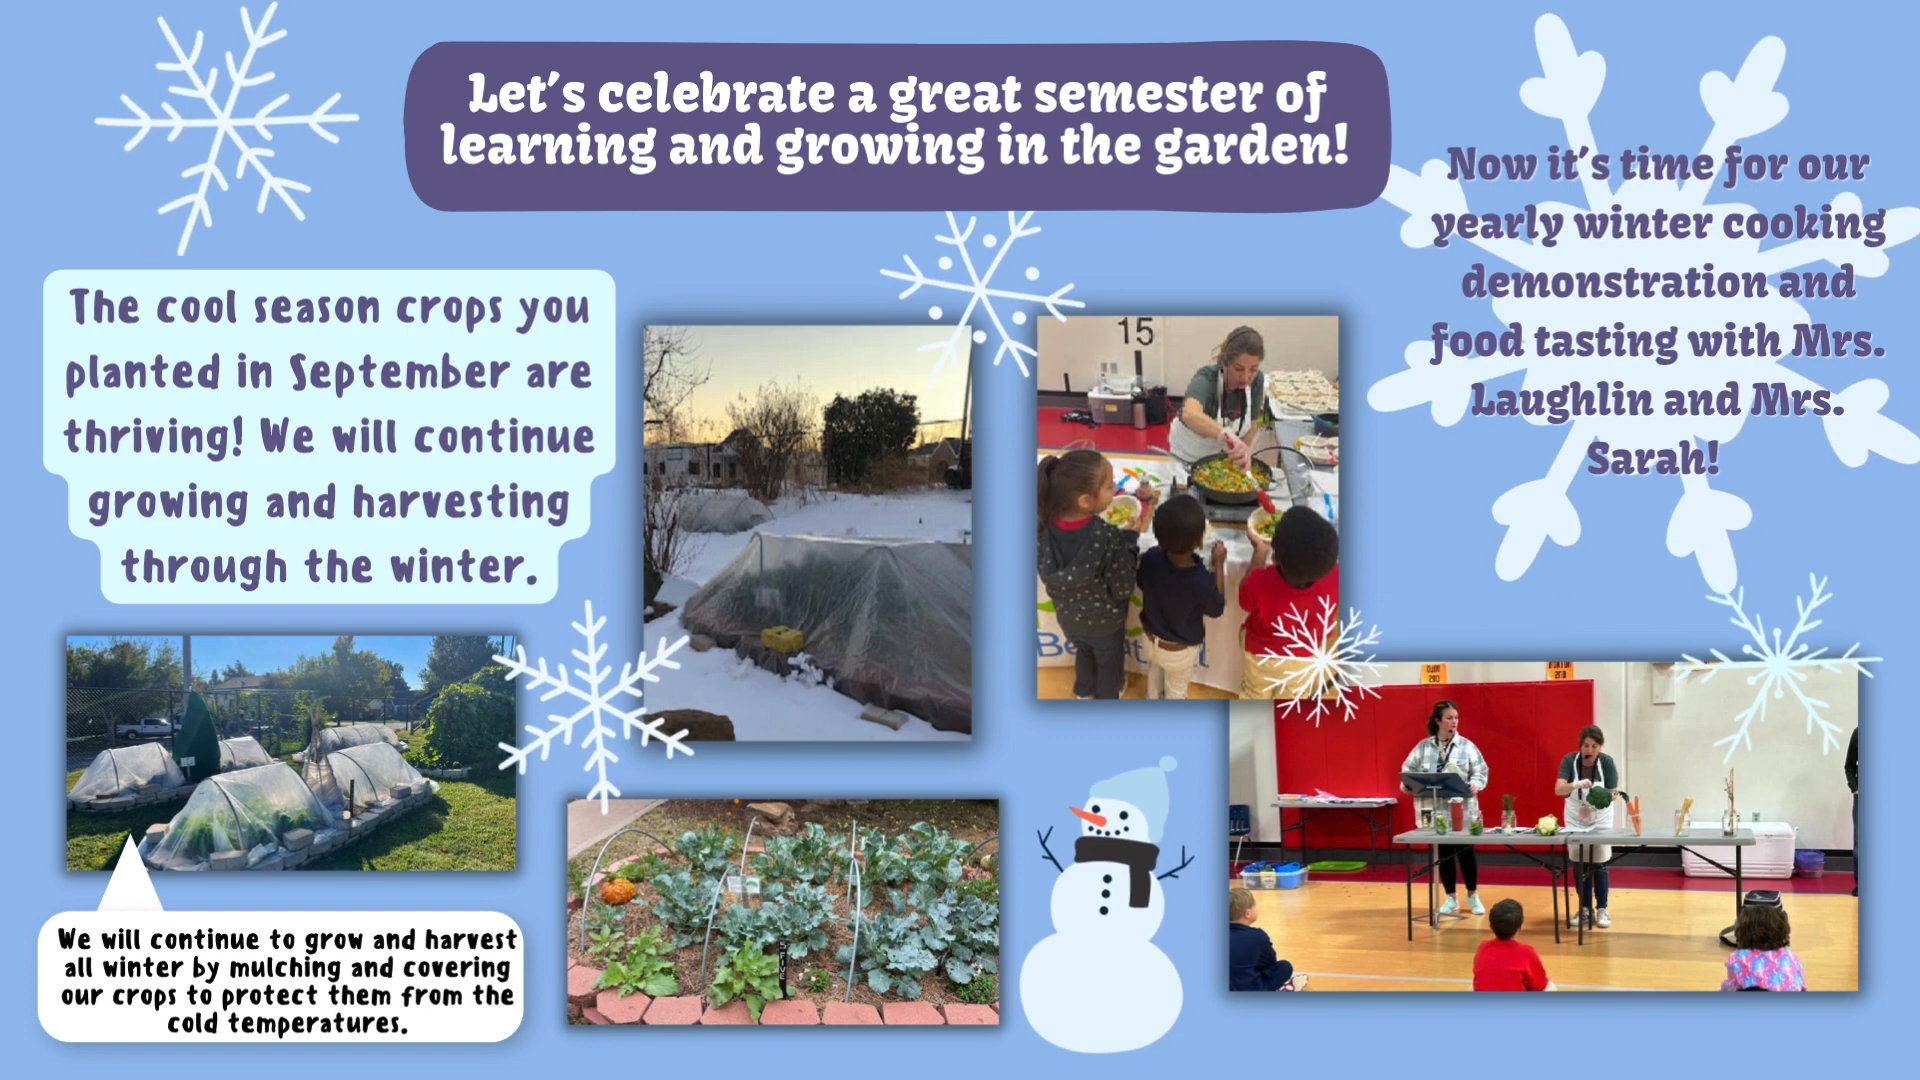 Let's celebrate a great semester of
learning and growing in the garden!
Now it's time for our
yearly winter cooking
demonstration and
food tasting with Mrs.
Laughlin and Mrs.
Sarah!
The cool season crops you
planted in September are
thriving! We will continue
growing and harvesting
through the winter.
15
We will continue to grow and harvest
all winter by mulching and covering
our crops to protect them from the
cold temperatures.